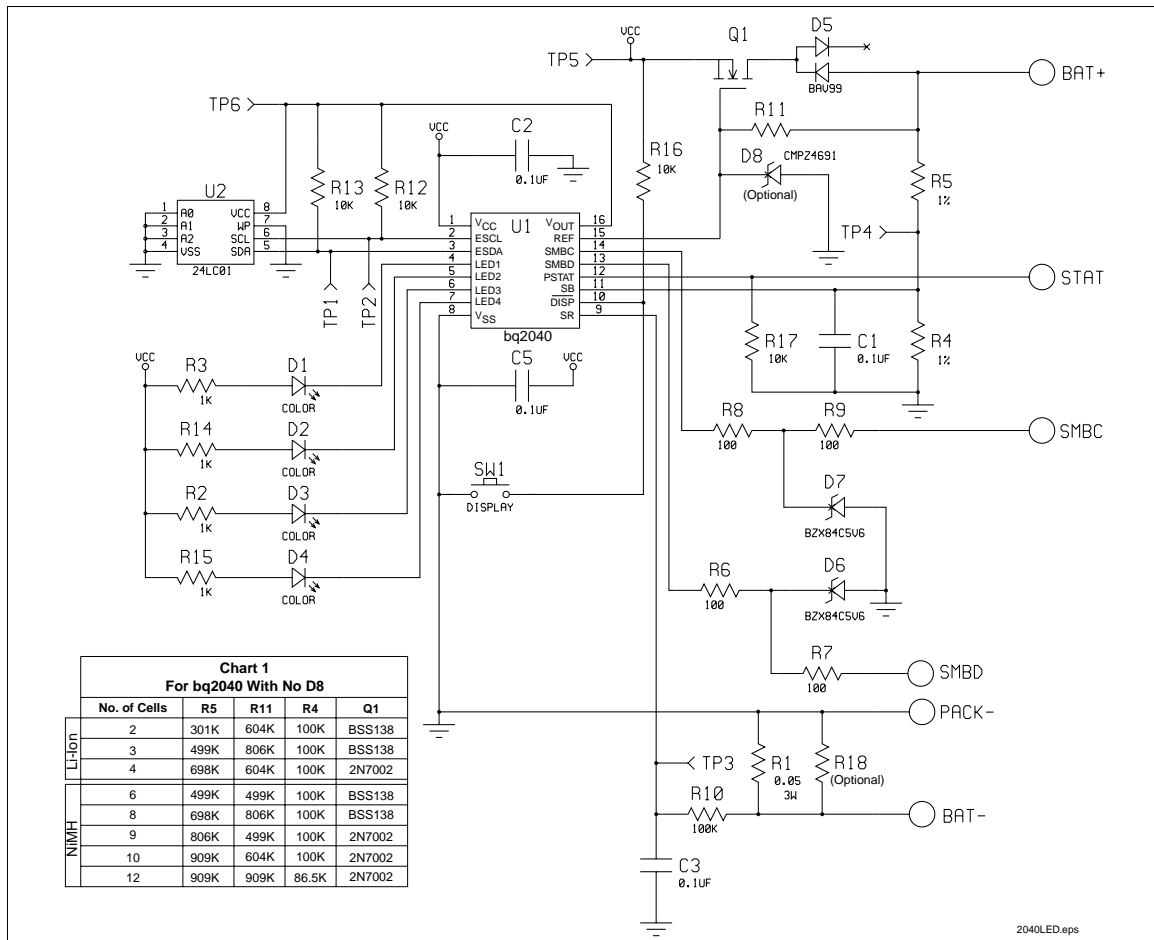 VCC
Q1
D5
BAV99
TP5
BAT+
TP6
VCC
C2
0.1UF
R16
10K
R11
D8
CMPZ4691
(Optional)
R5
1%
R13
10K
R12
10K
U2
1 A0 VCC 8
2 A1 WP 7
3 A2 SCL 6
4 VSS SDA 5
24LC01
TP1
TP2
U1
1 VCC VOUT 16
2 ESCL REF 15
3 ESDA SMBC 14
4 LED1 SMBD 13
5 LED2 PSTAT 12
6 LED3 SB 11
7 LED4 DISP 10
8 VSS SR 9
bq2040
TP4
STAT
R17
10K
C1
0.1UF
R4
1%
C5
0.1UF
VCC
VCC
R3
1K
D1
COLOR
R14
1K
D2
COLOR
R2
1K
D3
COLOR
R15
1K
D4
COLOR
SW1
DISPLAY
R8
100
R9
100
SMBC
D7
BZX84C5V6
R6
100
D6
BZX84C5V6
R7
100
SMBD
PACK-
TP3
R1
0.05
3W
R18
(Optional)
R10
100K
BAT-
C3
0.1UF
Chart 1
For bq2040 With No D8
No. of Cells R5 R11 R4 Q1
Li-Ion
2 301K 604K 100K BSS138
3 499K 806K 100K BSS138
4 698K 604K 100K 2N7002
NiMH
6 499K 499K 100K BSS138
8 698K 806K 100K BSS138
9 806K 499K 100K 2N7002
10 909K 604K 100K 2N7002
12 909K 909K 86.5K 2N7002
2040LED.eps